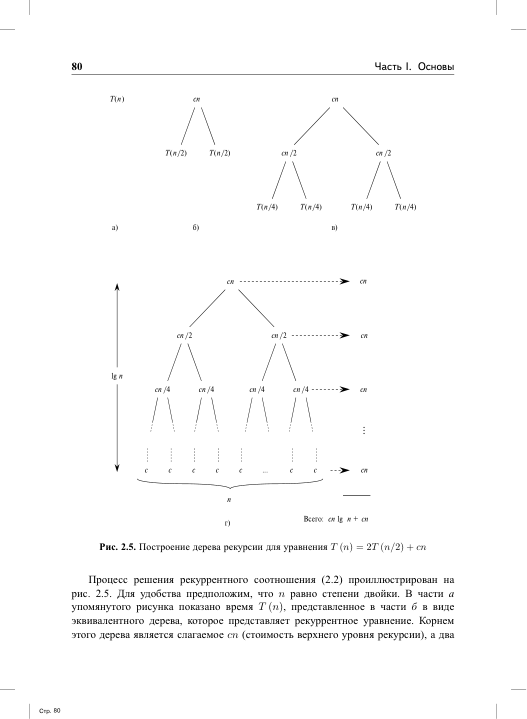 80 Часть I. Основы
T(n) cn cn
T(n/2) T(n/2) cn/2 cn/2
T(n/4) T(n/4) T(n/4) T(n/4)
а) б) в)
cn cn
cn/2 cn/2 cn
lg n
cn/4 cn/4 cn/4 cn/4 cn
⋮
c c c c c ... c c cn
n
г) Всего: cn lg n + cn
Рис. 2.5. Построение дерева рекурсии для уравнения T (n) = 2T (n/2) + cn
Процесс решения рекуррентного соотношения (2.2) проиллюстрирован на
рис. 2.5. Для удобства предположим, что n равно степени двойки. В части а
упомянутого рисунка показано время T (n), представленное в части б в виде
эквивалентного дерева, которое представляет рекуррентное уравнение. Корнем
этого дерева является слагаемое cn (стоимость верхнего уровня рекурсии), а два
Стр. 80